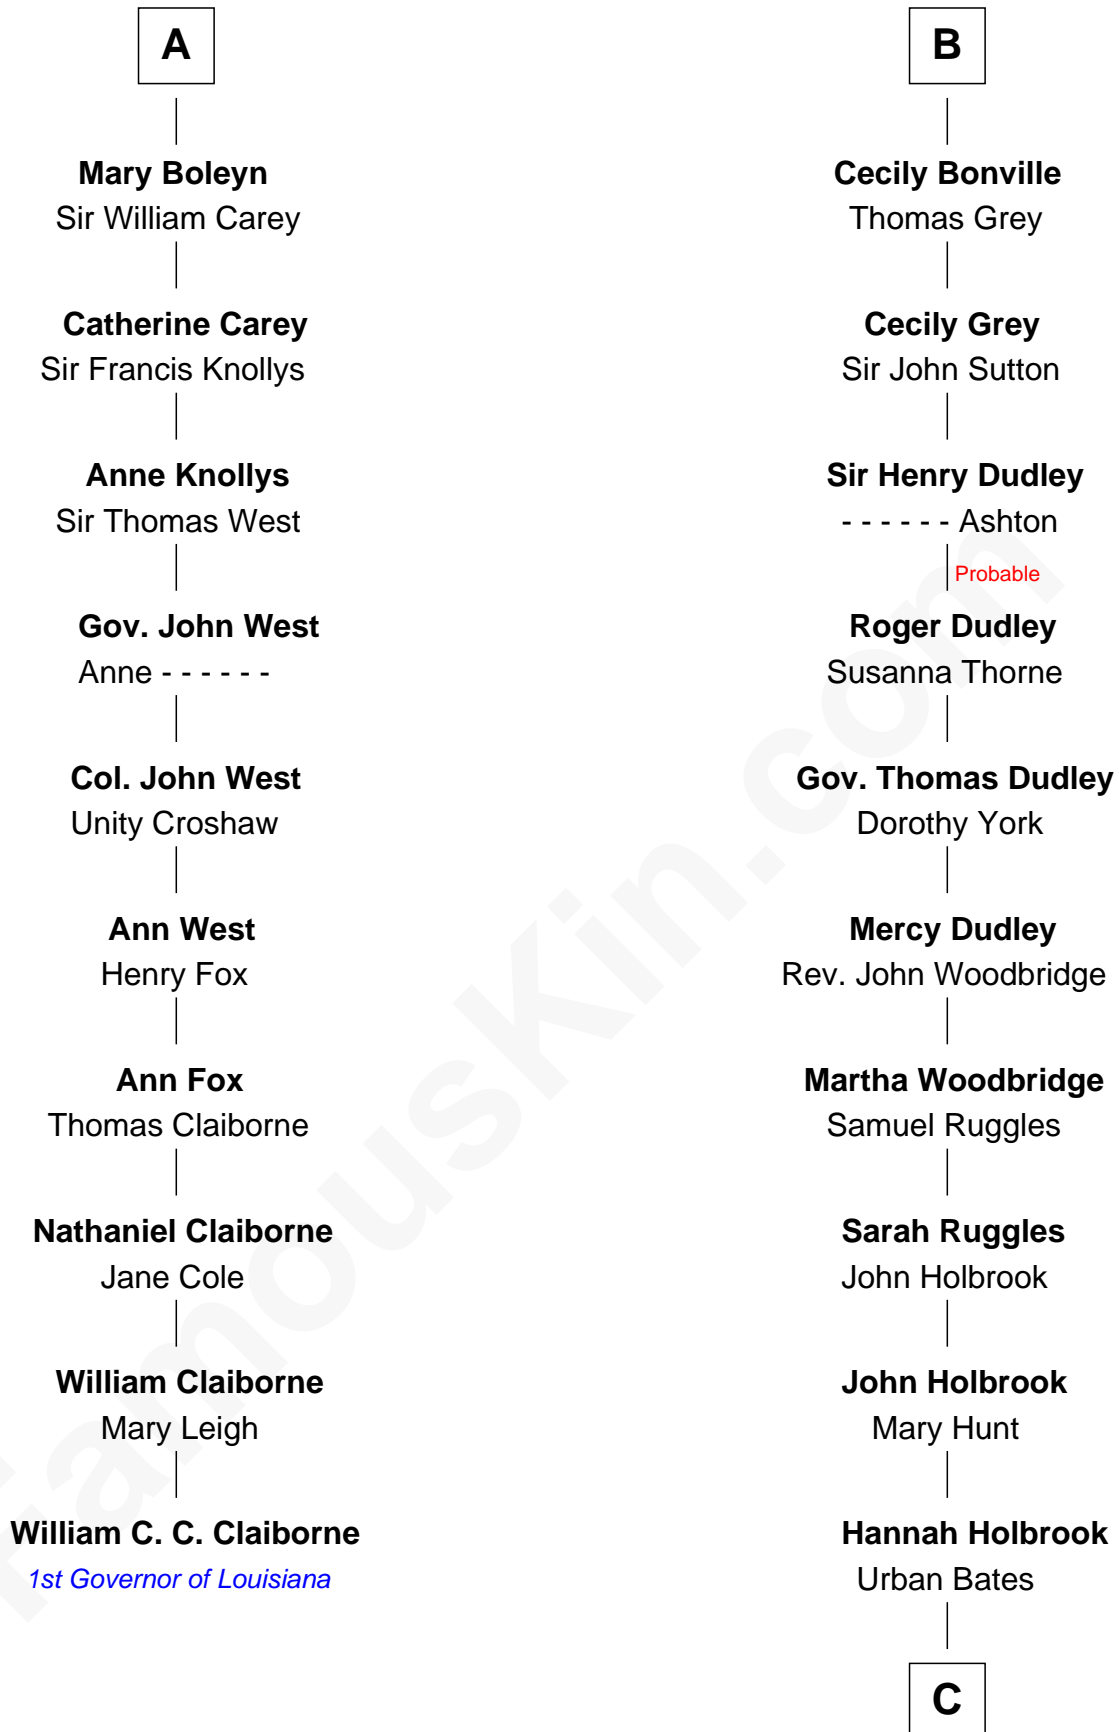 A
Mary Boleyn
Sir William Carey
Catherine Carey
Sir Francis Knollys
Anne Knollys
Sir Thomas West
Gov. John West
Anne - - - - - -
Col. John West
Unity Croshaw
Ann West
Henry Fox
Ann Fox
Thomas Claiborne
Nathaniel Claiborne
Jane Cole
William Claiborne
Mary Leigh
William C. C. Claiborne
1st Governor of Louisiana
B
Cecily Bonville
Thomas Grey
Cecily Grey
Sir John Sutton
Sir Henry Dudley
- - - - - - Ashton
Probable
Roger Dudley
Susanna Thorne
Gov. Thomas Dudley
Dorothy York
Mercy Dudley
Rev. John Woodbridge
Martha Woodbridge
Samuel Ruggles
Sarah Ruggles
John Holbrook
John Holbrook
Mary Hunt
Hannah Holbrook
Urban Bates
C
FamousKin.com